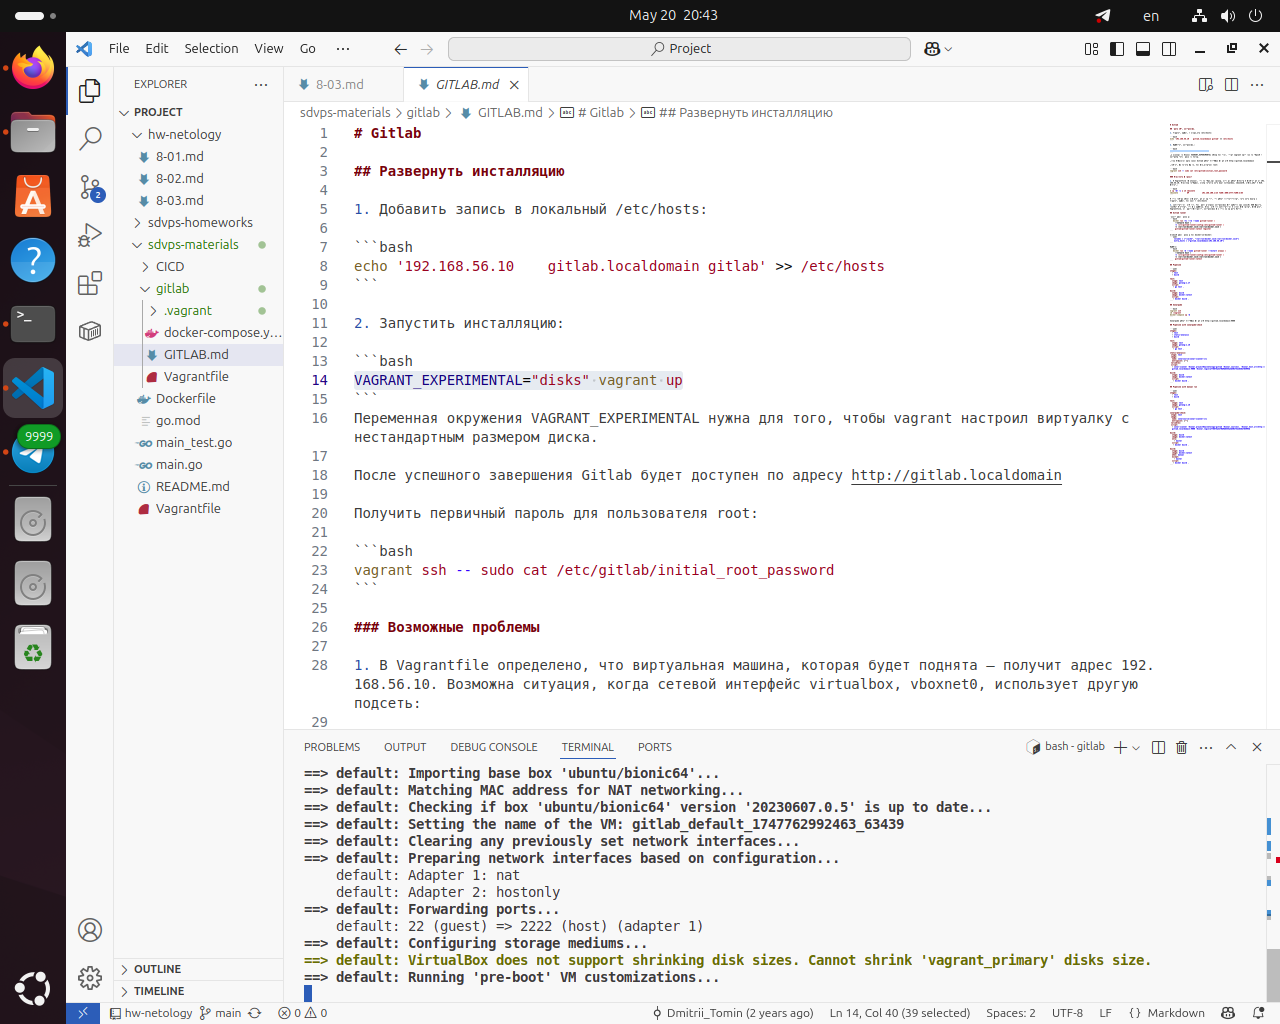 May 20 20:43
en
File Edit Selection View Go ···
Project
EXPLORER
PROJECT
hw-netology
8-01.md
8-02.md
8-03.md
sdvps-homeworks
sdvps-materials
CICD
gitlab
.vagrant
docker-compose.y...
GITLAB.md
Vagrantfile
Dockerfile
go.mod
main_test.go
main.go
README.md
Vagrantfile
OUTLINE
TIMELINE
2
9999
8-03.md
GITLAB.md
sdvps-materials > gitlab > GITLAB.md > # Gitlab > ## Развернуть инсталляцию
1 # Gitlab
2
3 ## Развернуть инсталляцию
4
5 1. Добавить запись в локальный /etc/hosts:
6
7 ```bash
8 echo '192.168.56.10    gitlab.localdomain gitlab' >> /etc/hosts
9 ```
10
11 2. Запустить инсталляцию:
12
13 ```bash
14 VAGRANT_EXPERIMENTAL="disks" vagrant up
15 ```
16 Переменная окружения VAGRANT_EXPERIMENTAL нужна для того, чтобы vagrant настроил виртуалку с
нестандартным размером диска.
17
18 После успешного завершения Gitlab будет доступен по адресу http://gitlab.localdomain
19
20 Получить первичный пароль для пользователя root:
21
22 ```bash
23 vagrant ssh -- sudo cat /etc/gitlab/initial_root_password
24 ```
25
26 ### Возможные проблемы
27
28 1. В Vagrantfile определено, что виртуальная машина, которая будет поднята – получит адрес 192.
168.56.10. Возможна ситуация, когда сетевой интерфейс virtualbox, vboxnet0, использует другую
подсеть:
29
PROBLEMS OUTPUT DEBUG CONSOLE TERMINAL PORTS
bash - gitlab
==> default: Importing base box 'ubuntu/bionic64'...
==> default: Matching MAC address for NAT networking...
==> default: Checking if box 'ubuntu/bionic64' version '20230607.0.5' is up to date...
==> default: Setting the name of the VM: gitlab_default_1747762992463_63439
==> default: Clearing any previously set network interfaces...
==> default: Preparing network interfaces based on configuration...
    default: Adapter 1: nat
    default: Adapter 2: hostonly
==> default: Forwarding ports...
    default: 22 (guest) => 2222 (host) (adapter 1)
==> default: Configuring storage mediums...
==> default: VirtualBox does not support shrinking disk sizes. Cannot shrink 'vagrant_primary' disks size.
==> default: Running 'pre-boot' VM customizations...
hw-netology main 0 0 Dmitrii_Tomin (2 years ago) Ln 14, Col 40 (39 selected) Spaces: 2 UTF-8 LF {} Markdown